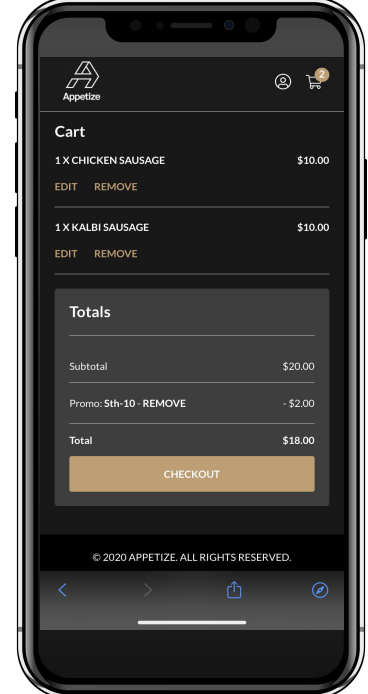 2
Appetize
Cart
1 X CHICKEN SAUSAGE $10.00
EDIT REMOVE
1 X KALBI SAUSAGE $10.00
EDIT REMOVE
Totals
Subtotal $20.00
Promo: Sth-10 - REMOVE - $2.00
Total $18.00
CHECKOUT
© 2020 APPETIZE. ALL RIGHTS RESERVED.